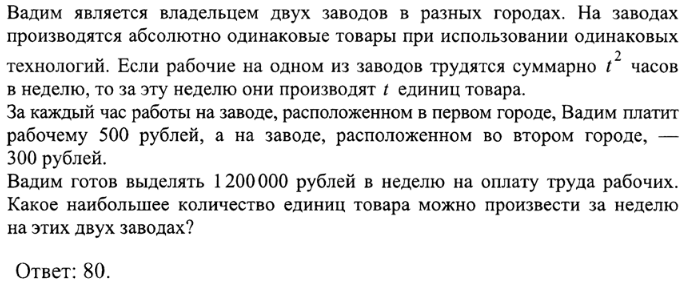 Вадим является владельцем двух заводов в разных городах. На заводах
производятся абсолютно одинаковые товары при использовании одинаковых
технологий. Если рабочие на одном из заводов трудятся суммарно t² часов
в неделю, то за эту неделю они производят t единиц товара.
За каждый час работы на заводе, расположенном в первом городе, Вадим платит
рабочему 500 рублей, а на заводе, расположенном во втором городе, —
300 рублей.
Вадим готов выделять 1200000 рублей в неделю на оплату труда рабочих.
Какое наибольшее количество единиц товара можно произвести за неделю
на этих двух заводах?
Ответ: 80.